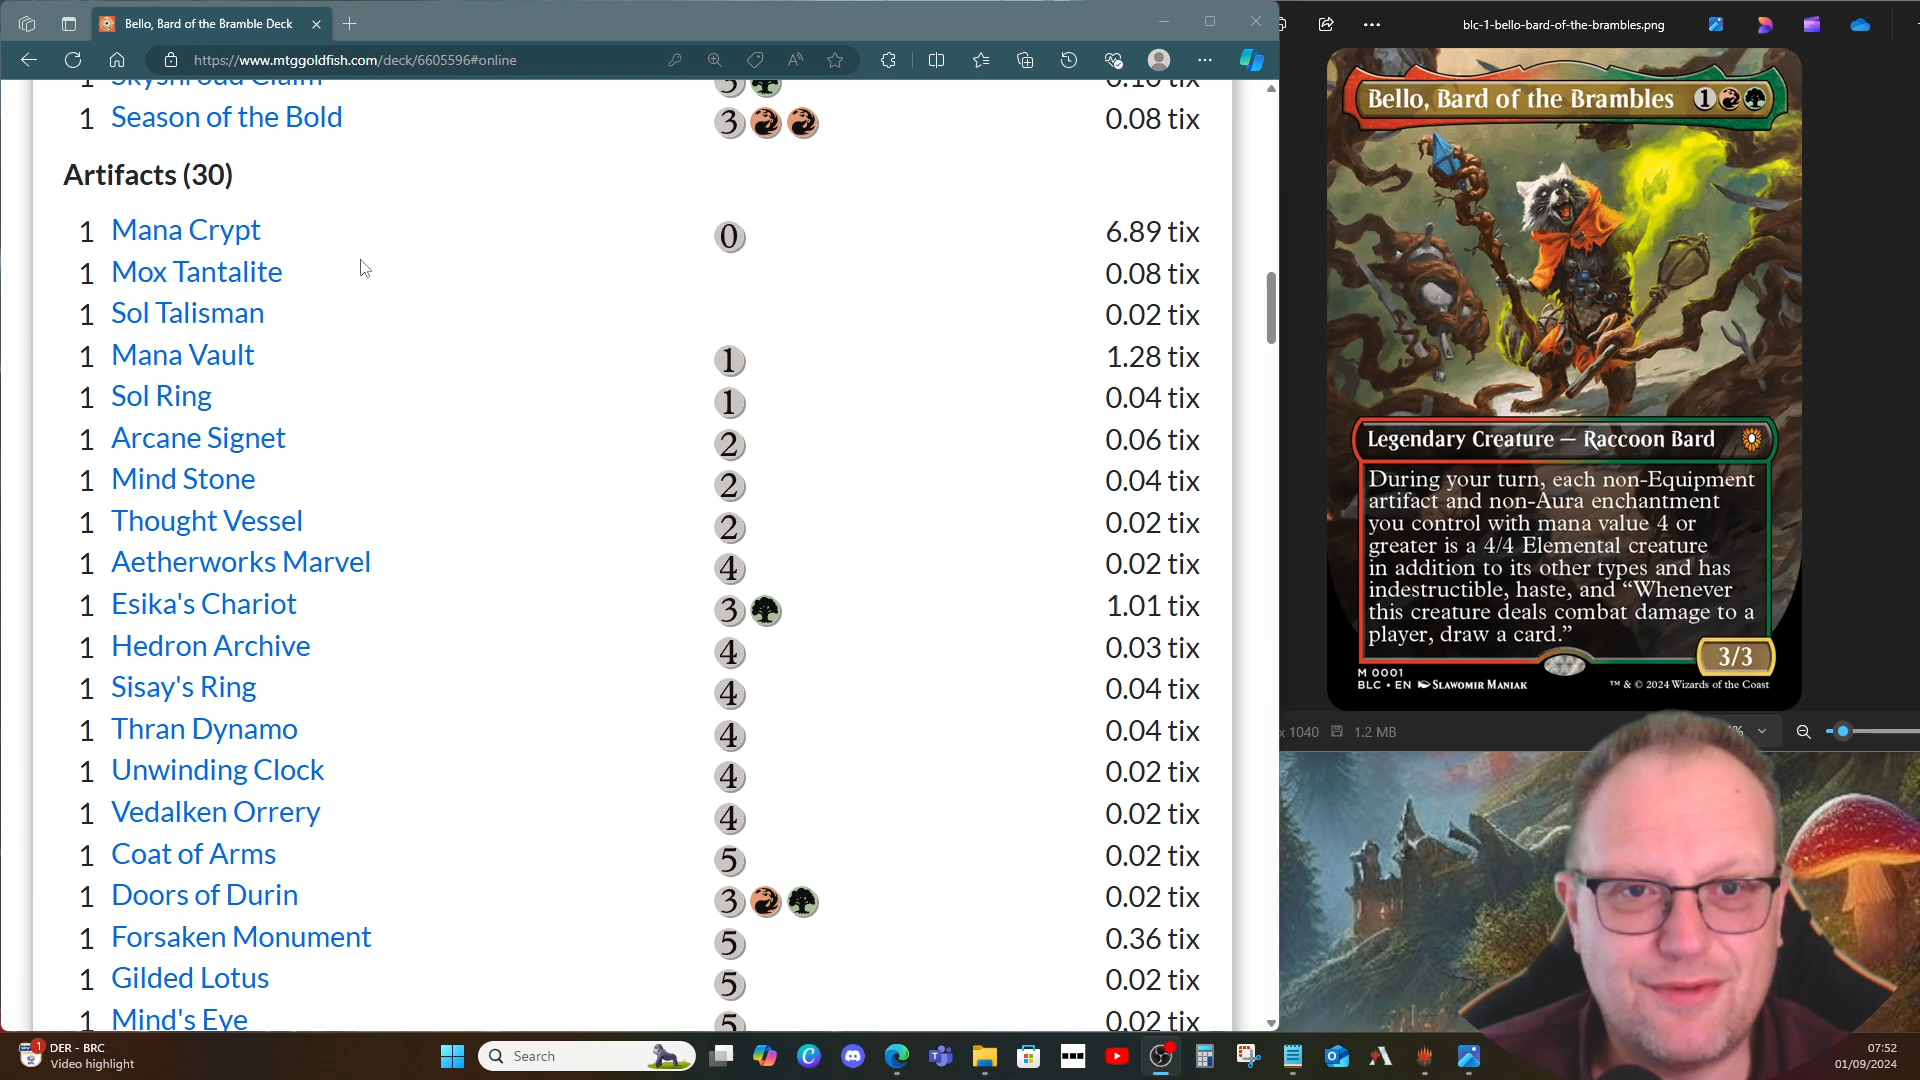 Bello, Bard of the Bramble Deck
https://www.mtggoldfish.com/deck/6605596#online
1 Skyshroud Claim 3 0.10 tix
1 Season of the Bold 3 0.08 tix
Artifacts (30)
1 Mana Crypt 0 6.89 tix
1 Mox Tantalite 0.08 tix
1 Sol Talisman 0.02 tix
1 Mana Vault 1 1.28 tix
1 Sol Ring 1 0.04 tix
1 Arcane Signet 2 0.06 tix
1 Mind Stone 2 0.04 tix
1 Thought Vessel 2 0.02 tix
1 Aetherworks Marvel 4 0.02 tix
1 Esika's Chariot 3 1.01 tix
1 Hedron Archive 4 0.03 tix
1 Sisay's Ring 4 0.04 tix
1 Thran Dynamo 4 0.04 tix
1 Unwinding Clock 4 0.02 tix
1 Vedalken Orrery 4 0.02 tix
1 Coat of Arms 5 0.02 tix
1 Doors of Durin 3 0.02 tix
1 Forsaken Monument 5 0.36 tix
1 Gilded Lotus 5 0.02 tix
1 Mind's Eye 5 0.02 tix
blc-1-bello-bard-of-the-brambles.png
Bello, Bard of the Brambles 1
Legendary Creature — Raccoon Bard
During your turn, each non-Equipment
artifact and non-Aura enchantment
you control with mana value 4 or
greater is a 4/4 Elemental creature
in addition to its other types and has
indestructible, haste, and “Whenever
this creature deals combat damage to a
player, draw a card.”
3/3
M 0001
BLC • EN SLAWOMIR MANIAK
™ & © 2024 Wizards of the Coast
x 1040 1.2 MB %
1
DER - BRC
Video highlight
Search
07:52
01/09/2024